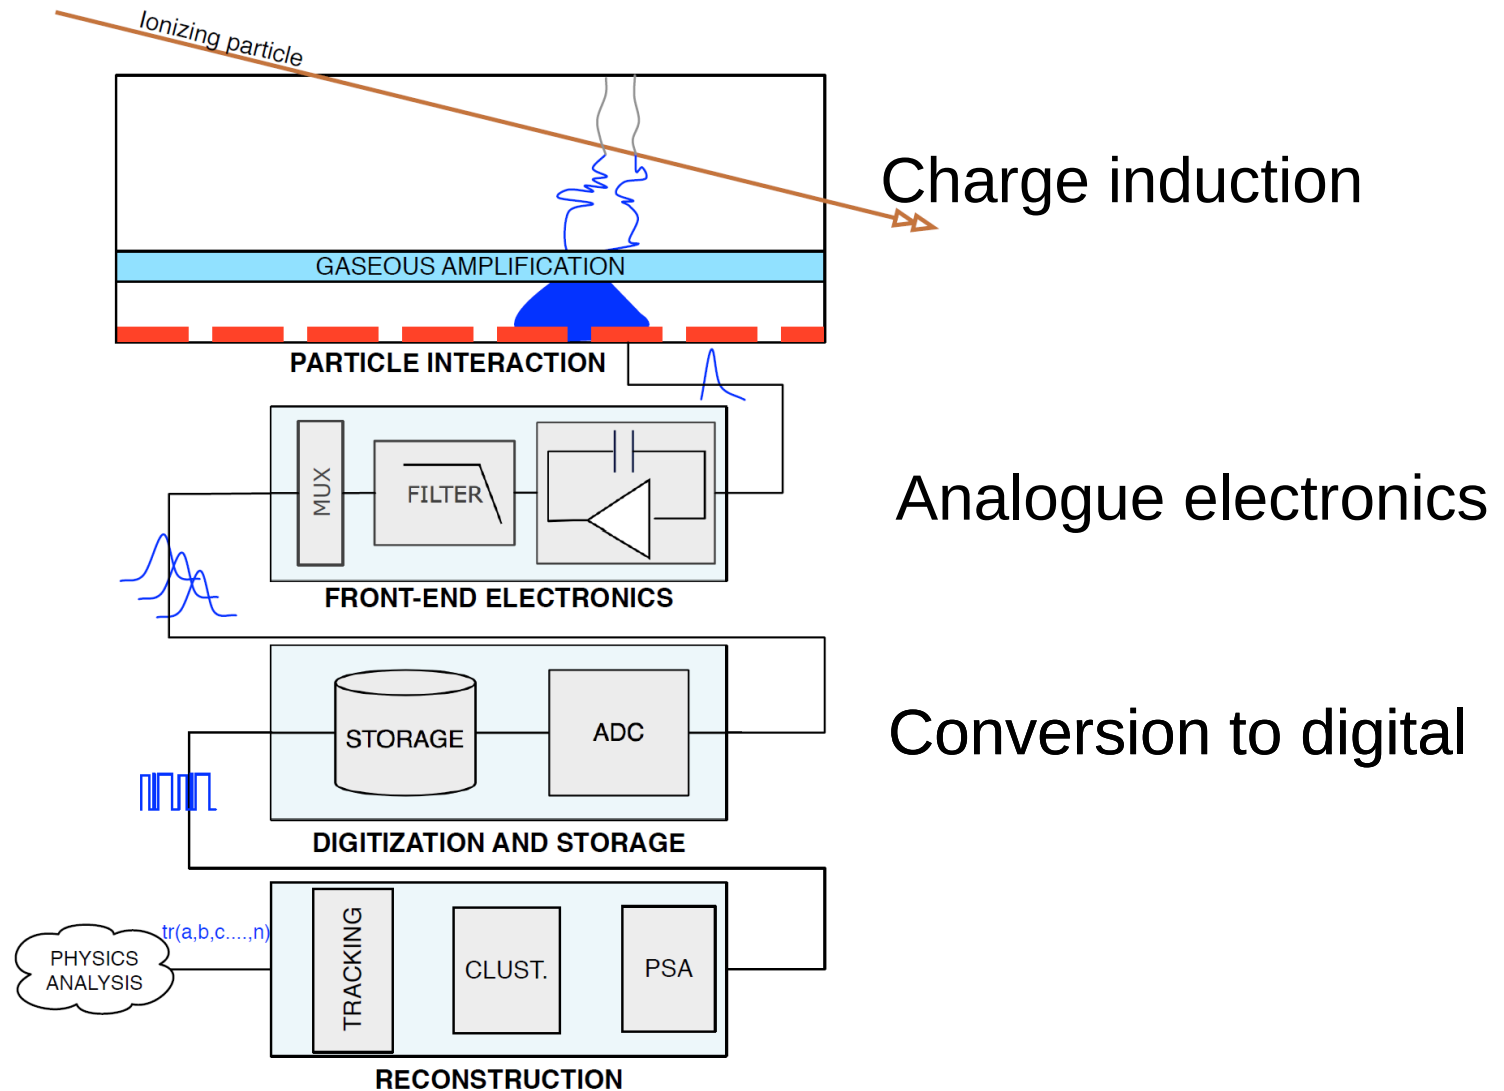 Ionizing particle
Charge induction
GASEOUS AMPLIFICATION
PARTICLE INTERACTION
MUX
FILTER
Analogue electronics
FRONT-END ELECTRONICS
STORAGE
ADC
Conversion to digital
DIGITIZATION AND STORAGE
PHYSICS
ANALYSIS
tr(a,b,c....,n)
TRACKING
CLUST.
PSA
RECONSTRUCTION